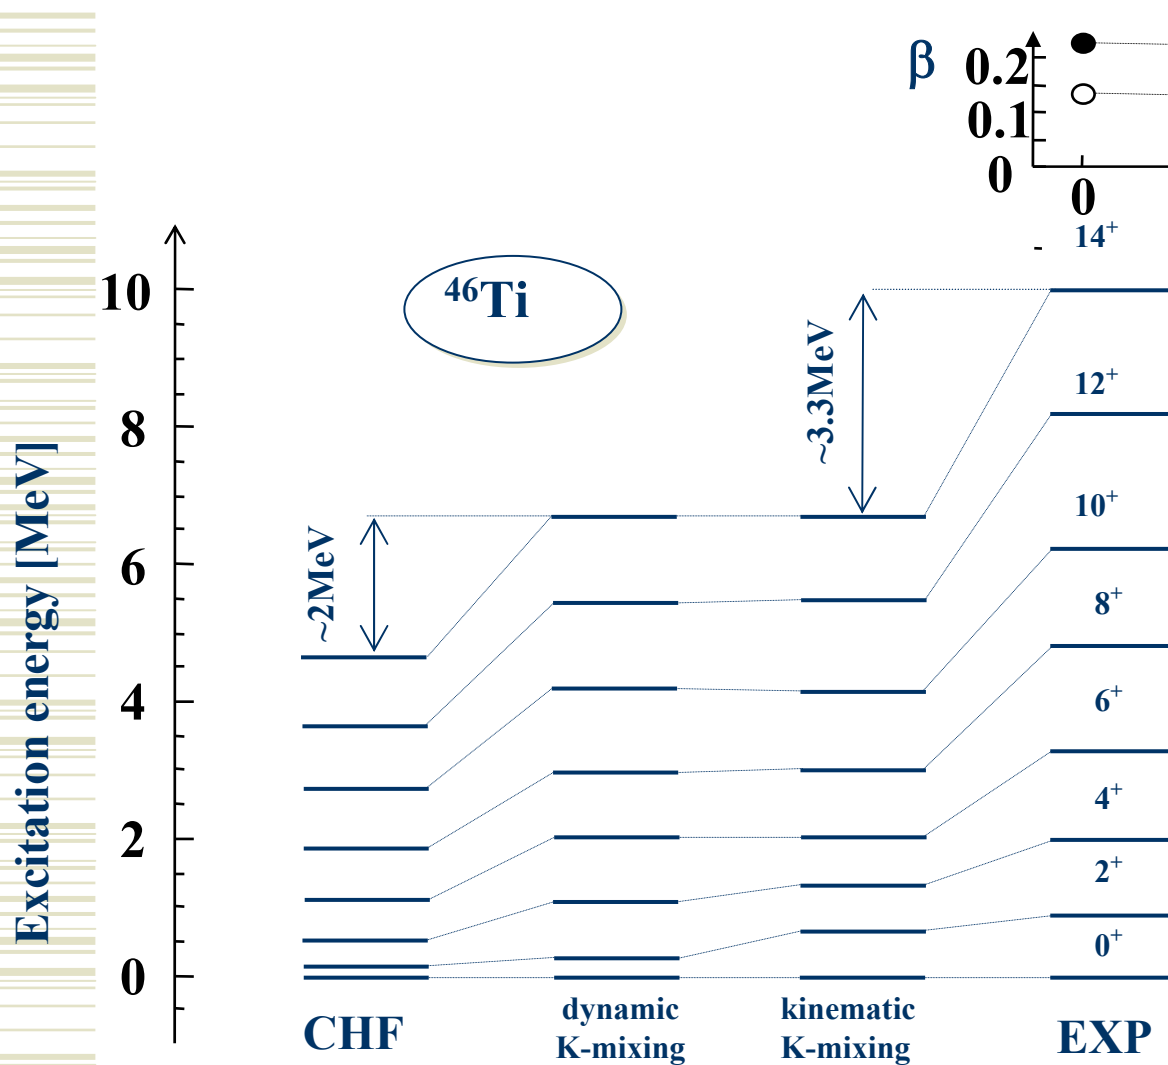 β
0.2
0.1
0
0
14⁺
10
⁴⁶Ti
~3.3MeV
12⁺
8
10⁺
~2MeV
6
8⁺
4
6⁺
4⁺
2
2⁺
0⁺
0
Excitation energy [MeV]
CHF
dynamic
K-mixing
kinematic
K-mixing
EXP